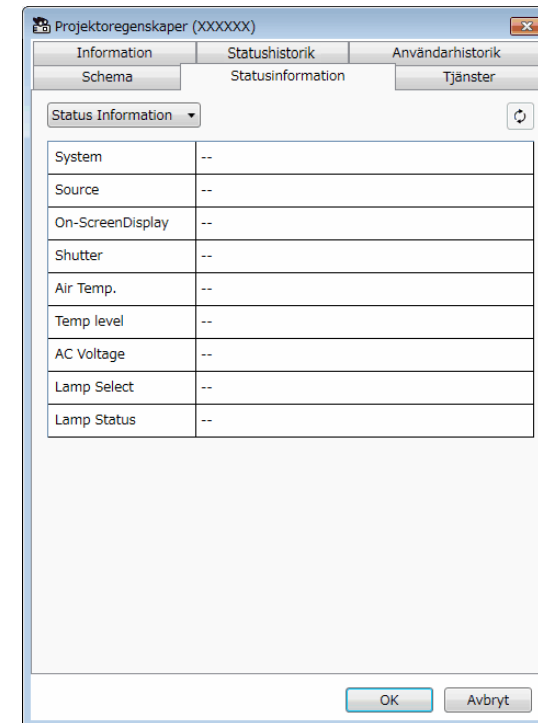 Projektoregenskaper (XXXXXX)
Information Statushistorik Användarhistorik
Schema Statusinformation Tjänster
Status Information
System --
Source --
On-ScreenDisplay --
Shutter --
Air Temp. --
Temp level --
AC Voltage --
Lamp Select --
Lamp Status --
OK Avbryt